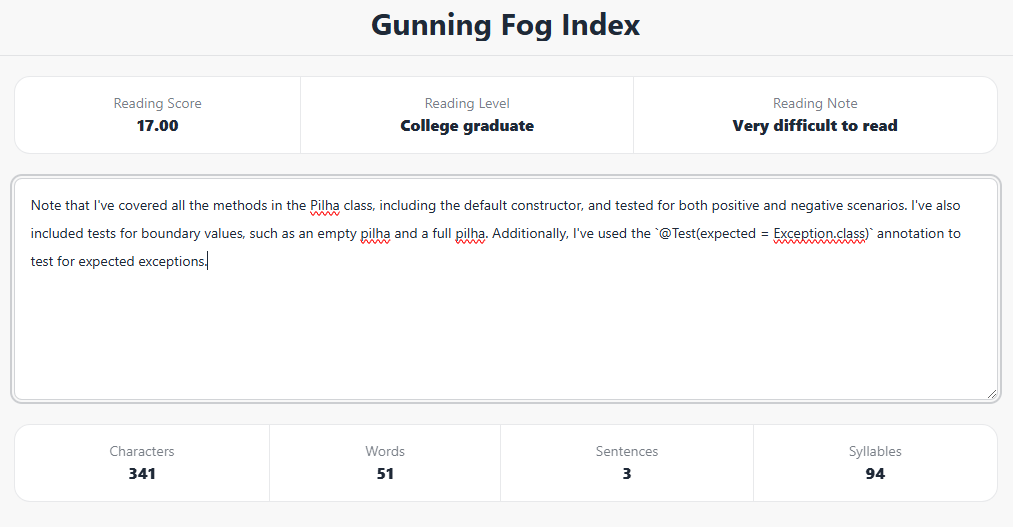 Gunning Fog Index
Reading Score
17.00
Reading Level
College graduate
Reading Note
Very difficult to read
Note that I've covered all the methods in the Pilha class, including the default constructor, and tested for both positive and negative scenarios. I've also
included tests for boundary values, such as an empty pilha and a full pilha. Additionally, I've used the `@Test(expected = Exception.class)` annotation to
test for expected exceptions.
Characters
341
Words
51
Sentences
3
Syllables
94